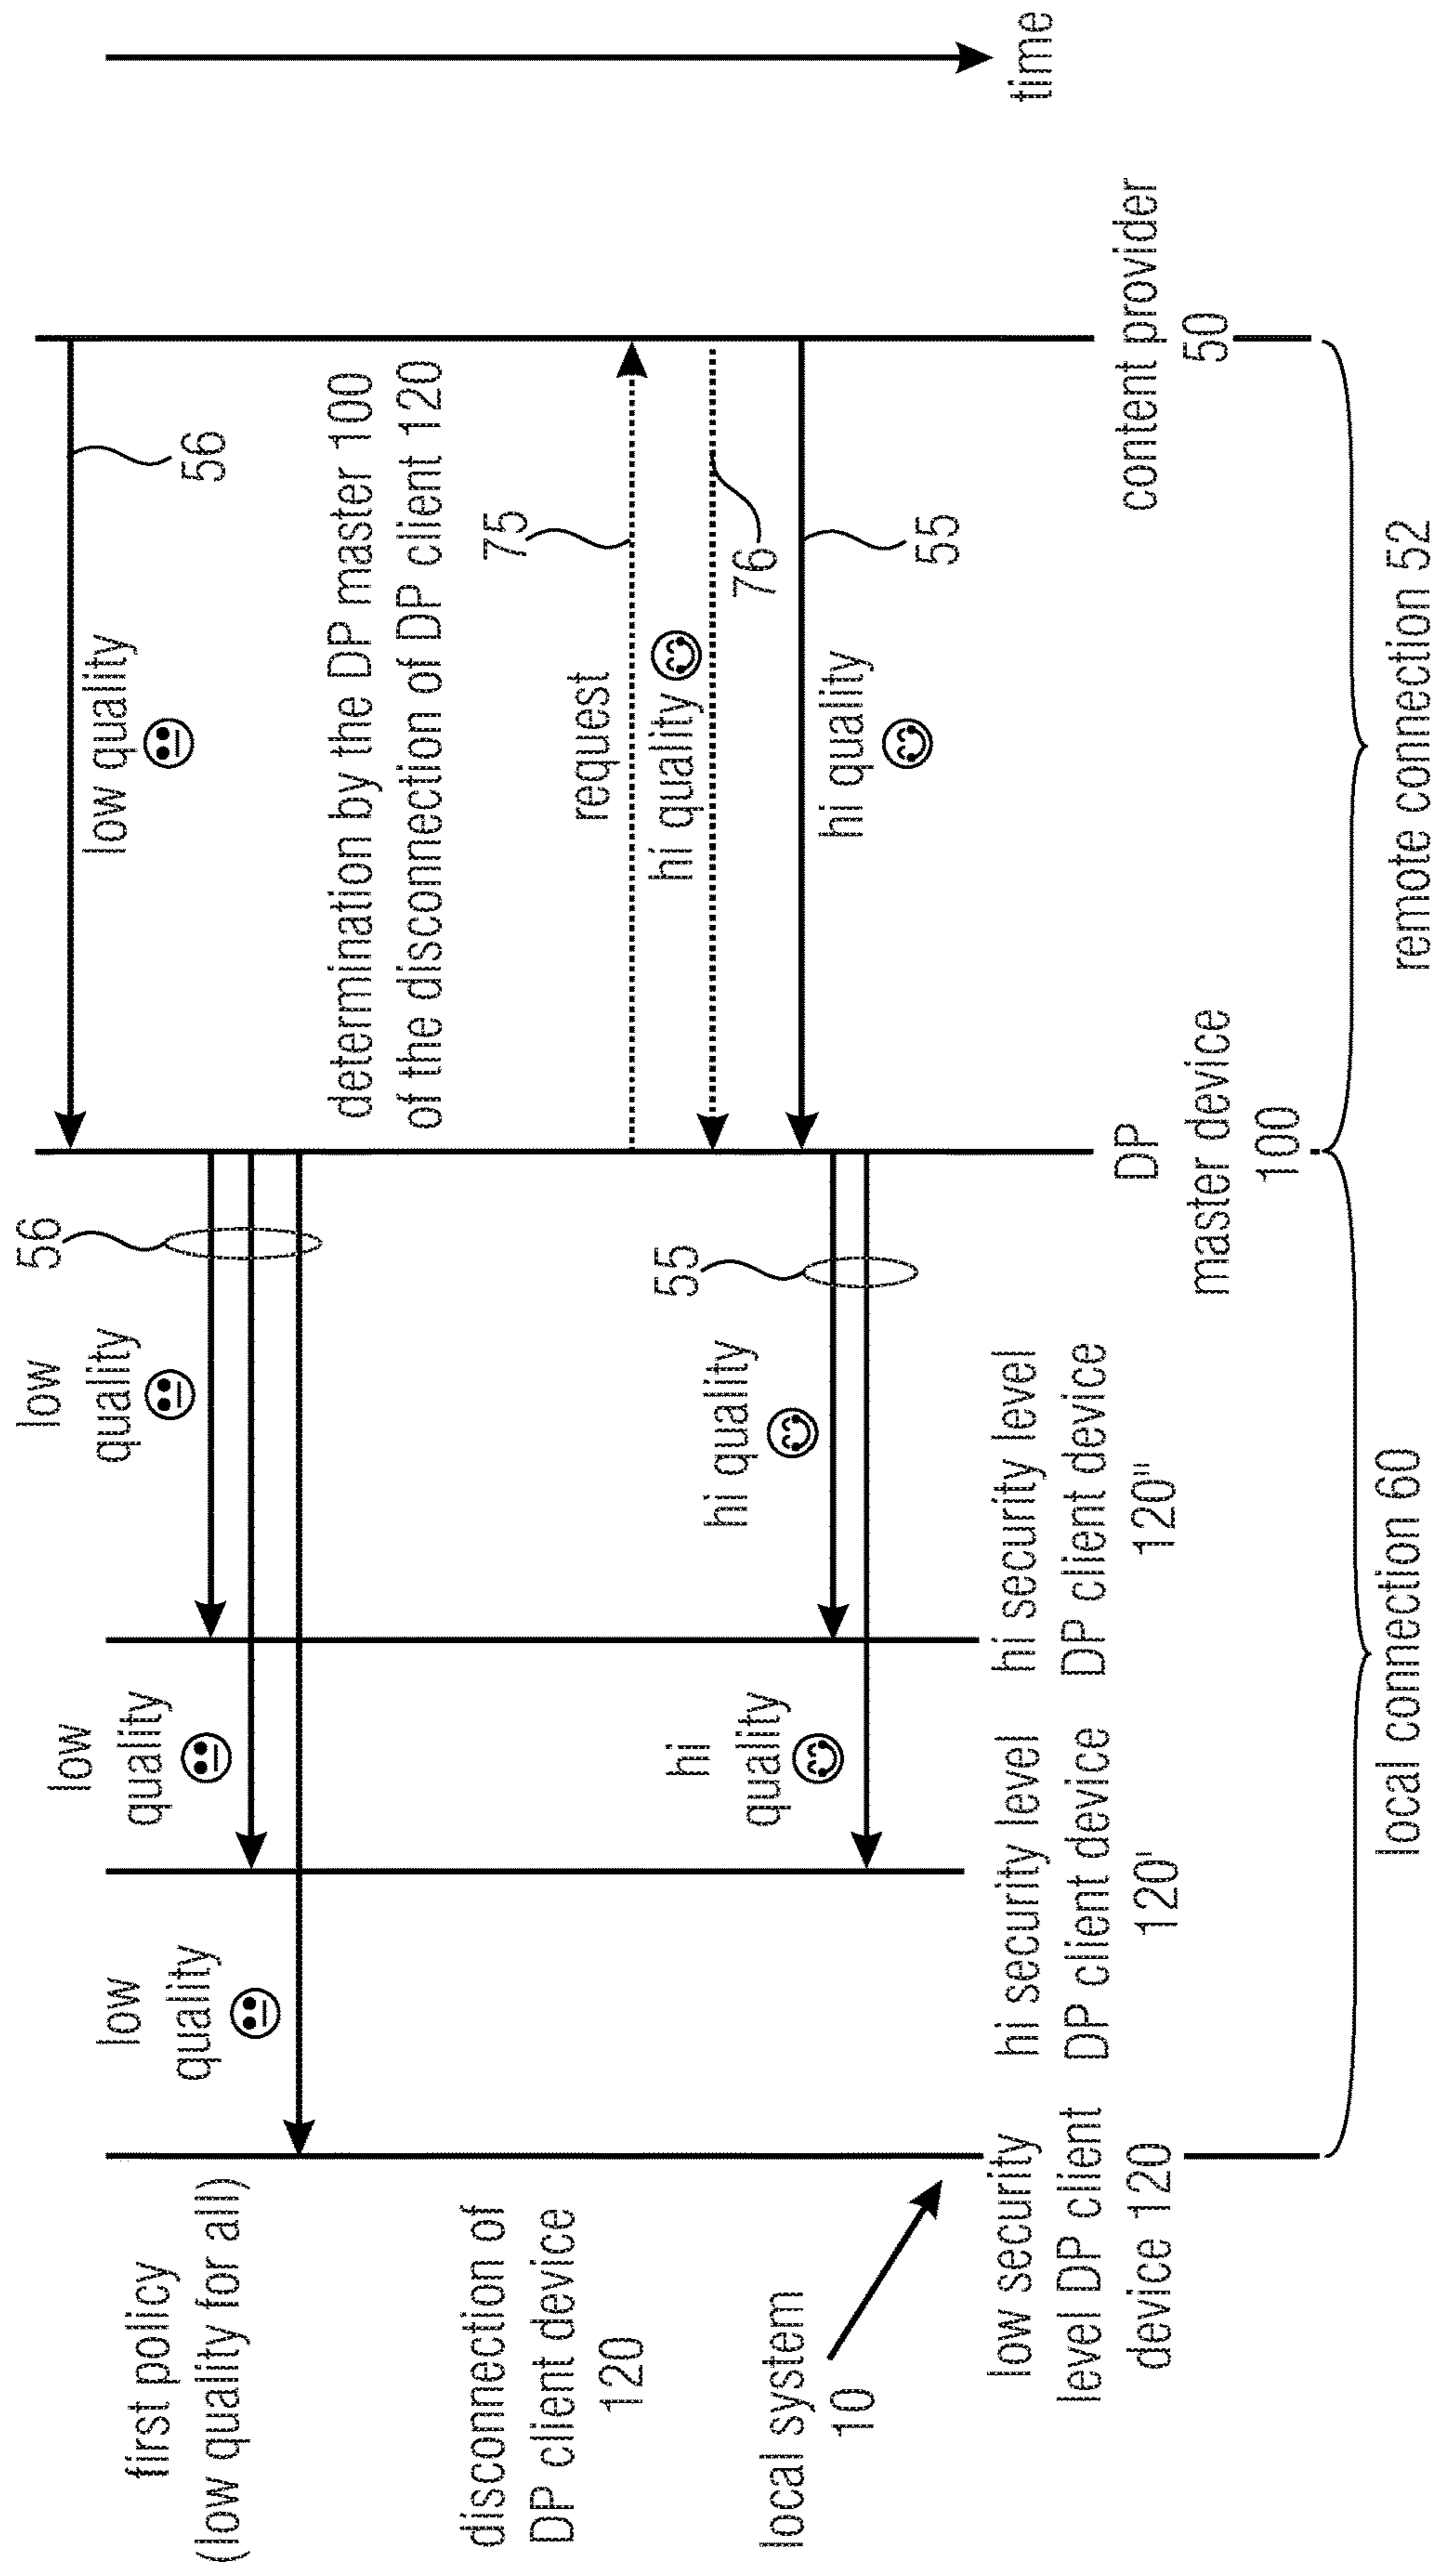 first policy
(low quality for all)
low
quality
low
quality
low
quality
56
low quality
56
disconnection of
DP client device
120
determination by the DP master 100
of the disconnection of DP client 120
75
request
hi quality
76
hi
quality
hi quality
55
hi quality
55
local system
10
low security
level DP client
device 120
hi security level
DP client device
120'
hi security level
DP client device
120"
DP
master device
100
content provider
50
time
local connection 60
remote connection 52